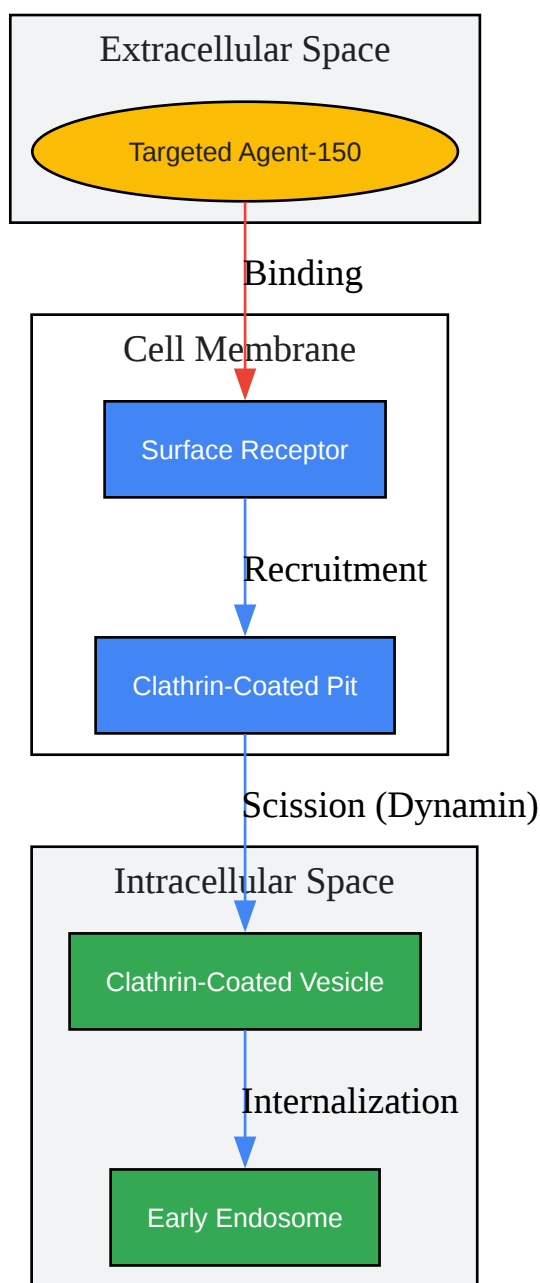 Extracellular Space
Targeted Agent-150
Binding
Cell Membrane
Surface Receptor
Recruitment
Clathrin-Coated Pit
Scission (Dynamin)
Intracellular Space
Clathrin-Coated Vesicle
Internalization
Early Endosome